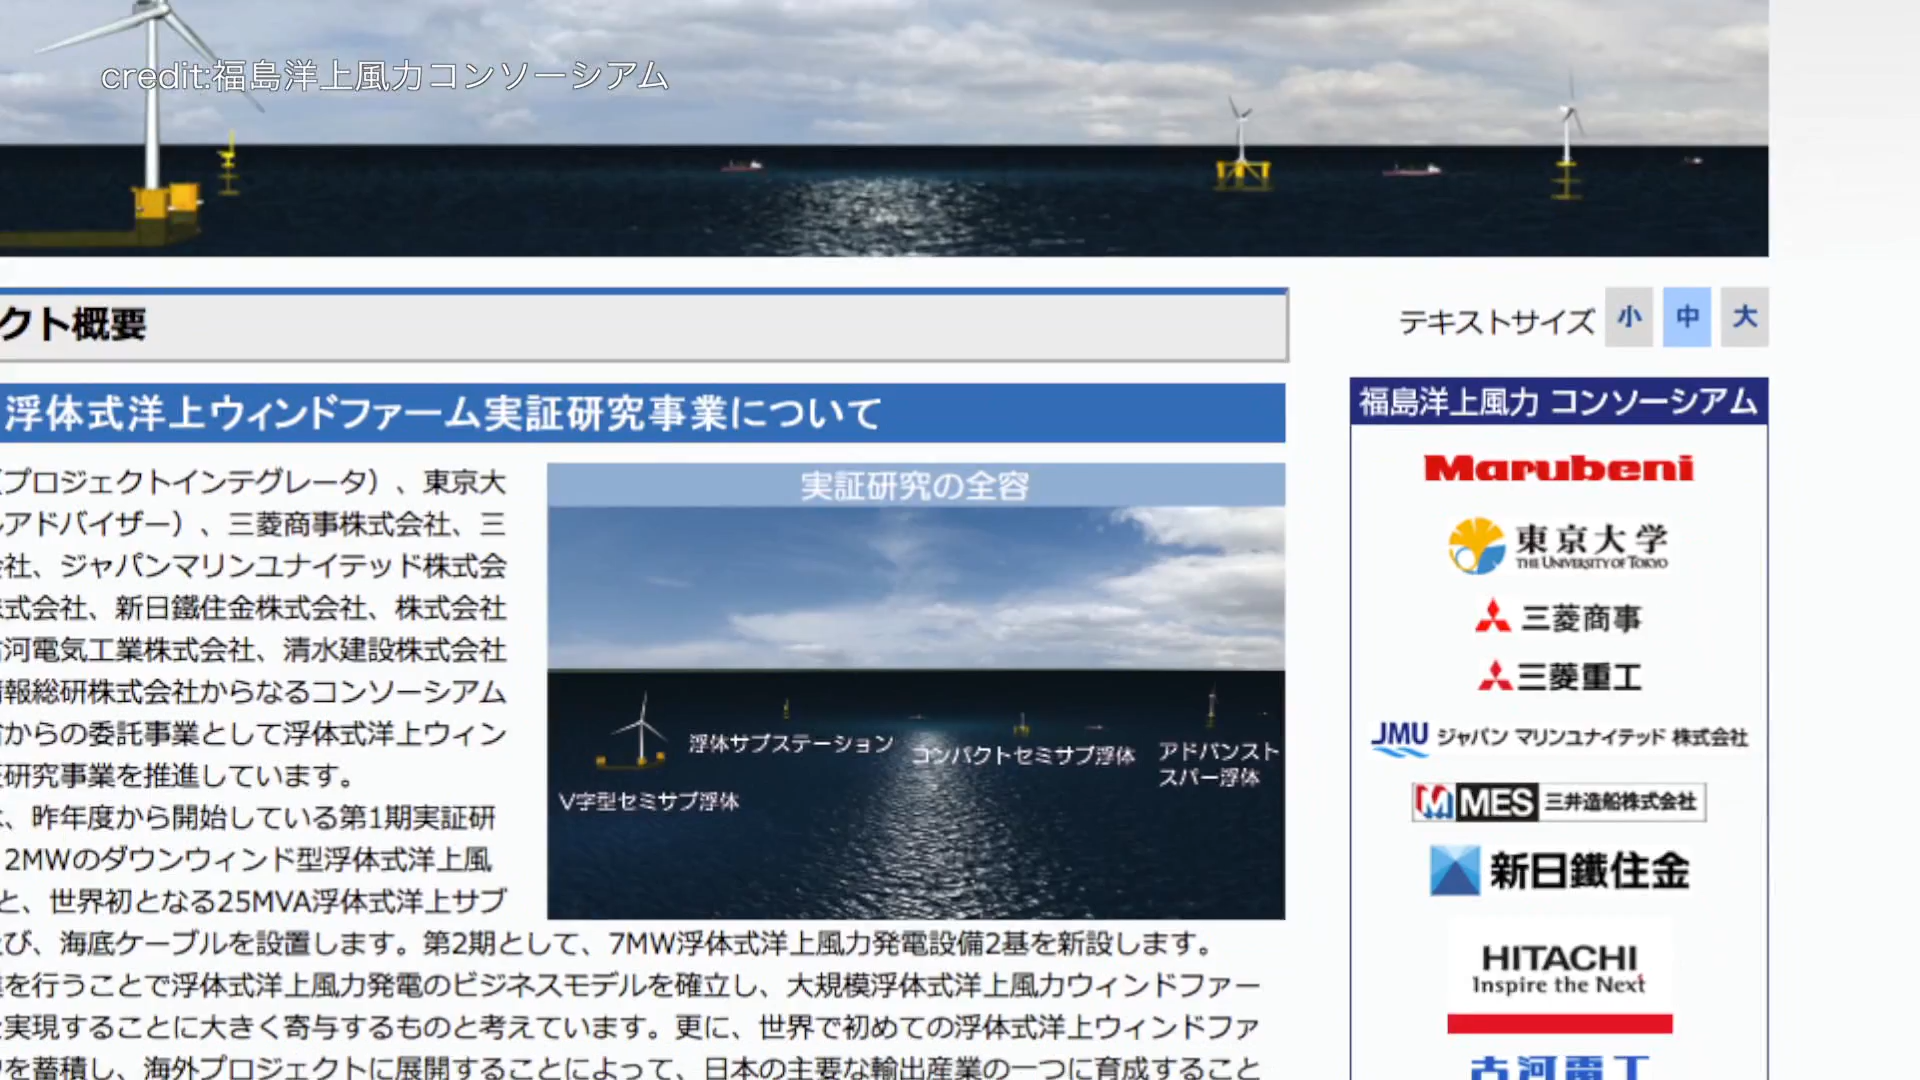 credit:福島洋上風力コンソーシアム
クト概要
テキストサイズ 小 中 大
浮体式洋上ウィンドファーム実証研究事業について
(プロジェクトインテグレータ)、東京大
アドバイザー)、三菱商事株式会社、三
社、ジャパンマリンユナイテッド株式会
式会社、新日鐵住金株式会社、株式会社
河電気工業株式会社、清水建設株式会社
報総研株式会社からなるコンソーシアム
からの委託事業として浮体式洋上ウィン
研究事業を推進しています。
、昨年度から開始している第1期実証研
2MWのダウンウィンド型浮体式洋上風
と、世界初となる25MVA浮体式洋上サブ
び、海底ケーブルを設置します。第2期として、7MW浮体式洋上風力発電設備2基を新設します。
を行うことで浮体式洋上風力発電のビジネスモデルを確立し、大規模浮体式洋上風力ウィンドファー
実現することに大きく寄与するものと考えています。更に、世界で初めての浮体式洋上ウィンドファ
を蓄積し、海外プロジェクトに展開することによって、日本の主要な輸出産業の一つに育成すること
実証研究の全容
浮体サブステーション
コンパクトセミサブ浮体
アドバンスト
スパー浮体
V字型セミサブ浮体
福島洋上風力 コンソーシアム
Marubeni
東京大学
THE UNIVERSITY OF TOKYO
三菱商事
三菱重工
JMU ジャパン マリンユナイテッド 株式会社
MES 三井造船株式会社
新日鐵住金
HITACHI
Inspire the Next
古河電工